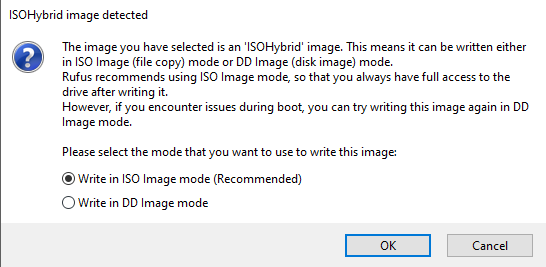 ISOHybrid image detected
The image you have selected is an 'ISOHybrid' image. This means it can be written either
in ISO Image (file copy) mode or DD Image (disk image) mode.
Rufus recommends using ISO Image mode, so that you always have full access to the
drive after writing it.
However, if you encounter issues during boot, you can try writing this image again in DD
Image mode.
Please select the mode that you want to use to write this image:
Write in ISO Image mode (Recommended)
Write in DD Image mode
OK
Cancel